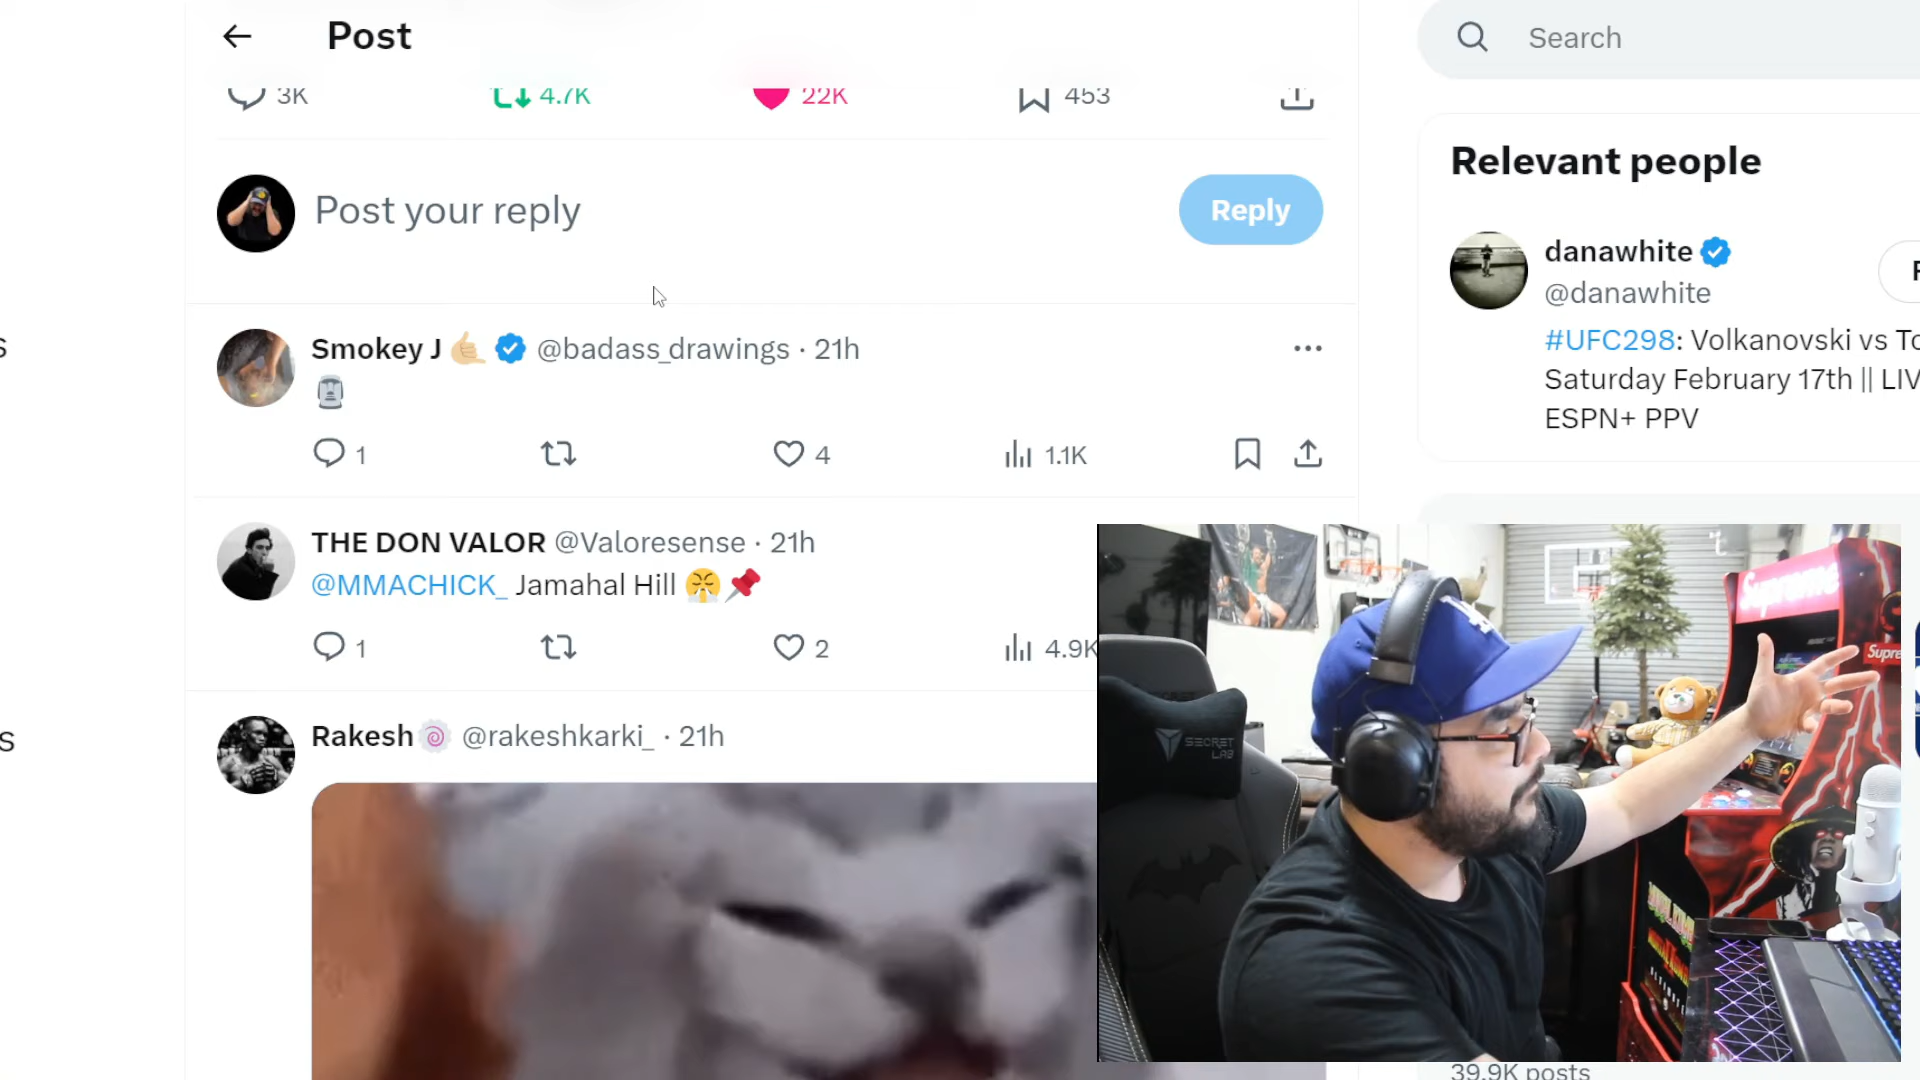 Post
Search
3K
4.7K
22K
453
Relevant people
Post your reply
Reply
danawhite
@danawhite
#UFC298: Volkanovski vs To
Saturday February 17th || LIV
ESPN+ PPV
Smokey J @badass_drawings · 21h
1
4
1.1K
THE DON VALOR @Valoresense · 21h
@MMACHICK_ Jamahal Hill
1
2
4.9K
Rakesh @rakeshkarki_ · 21h
Supreme
Supre
SECRET
LAB
39.9K posts